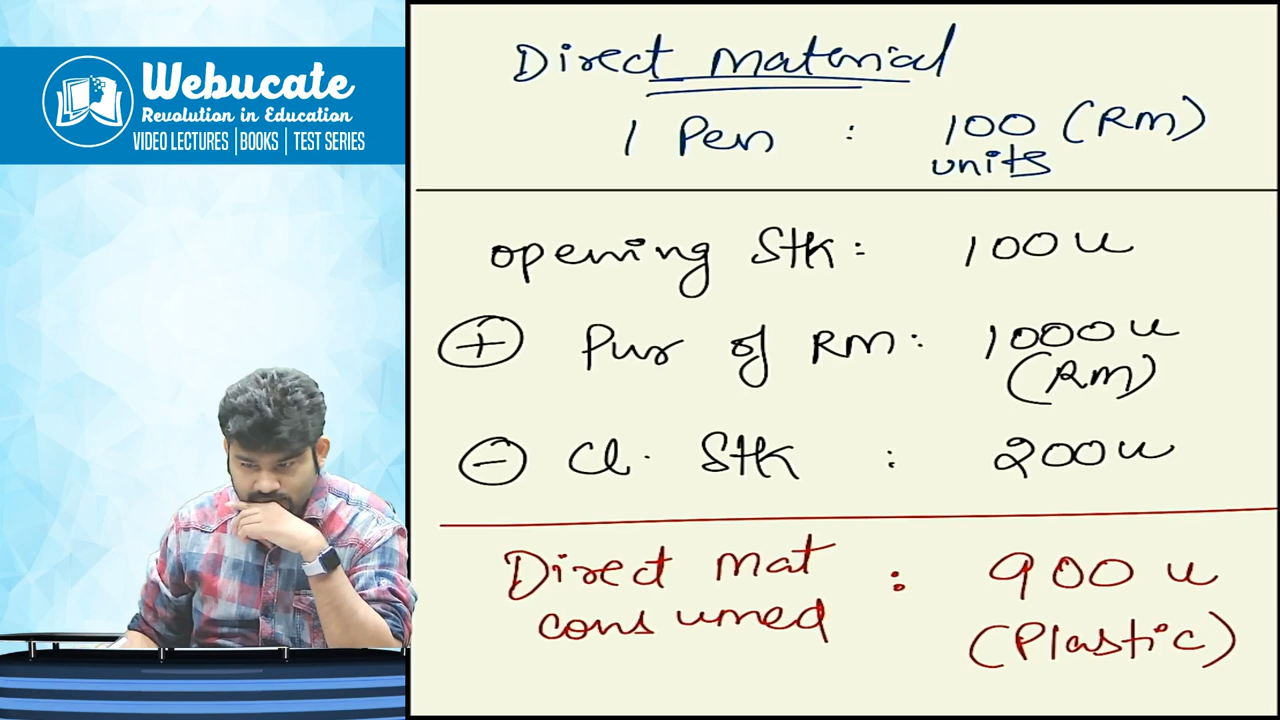 Webucate
Revolution in Education
VIDEO LECTURES | BOOKS | TEST SERIES
Direct Material
1 Pen : 100 (RM)
units
opening Stk : 100 u
+ Pur of RM : 1000 u
(RM)
- Cl. Stk : 200 u
Direct Mat : 900 u
consumed (Plastic)